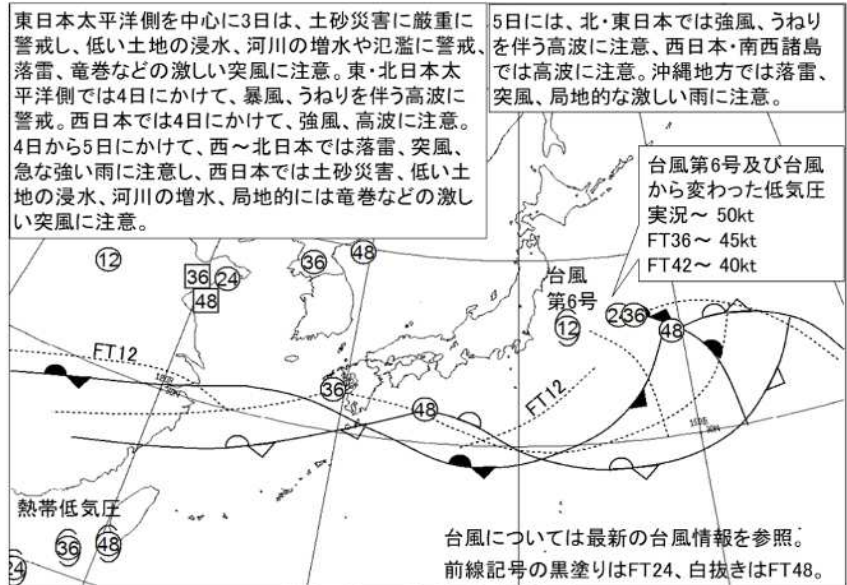 東日本太平洋側を中心に3日は、土砂災害に厳重に
警戒し、低い土地の浸水、河川の増水や氾濫に警戒、
落雷、竜巻などの激しい突風に注意。東・北日本太
平洋側では4日にかけて、暴風、うねりを伴う高波に
警戒。西日本では4日にかけて、強風、高波に注意。
4日から5日にかけて、西～北日本では落雷、突風、
急な強い雨に注意し、西日本では土砂災害、低い土
地の浸水、河川の増水、局地的には竜巻などの激し
い突風に注意。
5日には、北・東日本では強風、うねり
を伴う高波に注意、西日本・南西諸島
では高波に注意。沖縄地方では落雷、
突風、局地的な激しい雨に注意。
台風第6号及び台風
から変わった低気圧
実況～ 50kt
FT36～ 45kt
FT42～ 40kt
12
36
24
48
36
48
台風
第6号
12
24
36
48
FT12
36
48
FT12
熱帯低気圧
36
48
24
台風については最新の台風情報を参照。
前線記号の黒塗りはFT24、白抜きはFT48。